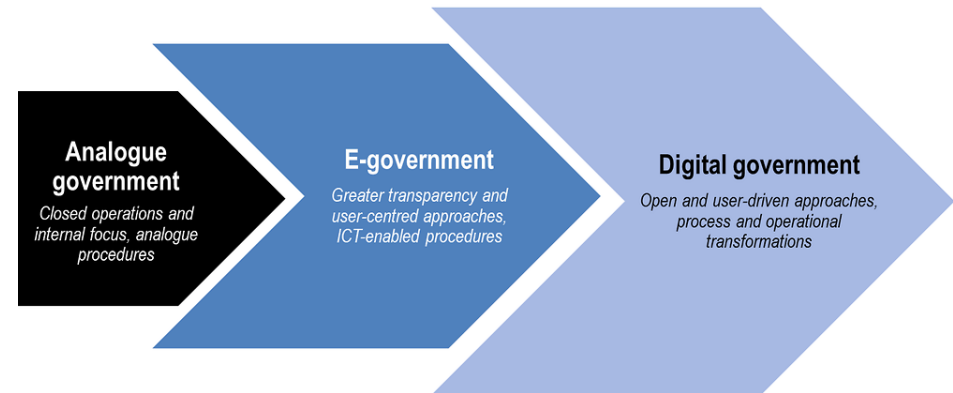 Analogue
government
Closed operations and
internal focus, analogue
procedures
E-government
Greater transparency and
user-centred approaches,
ICT-enabled procedures
Digital government
Open and user-driven approaches,
process and operational
transformations